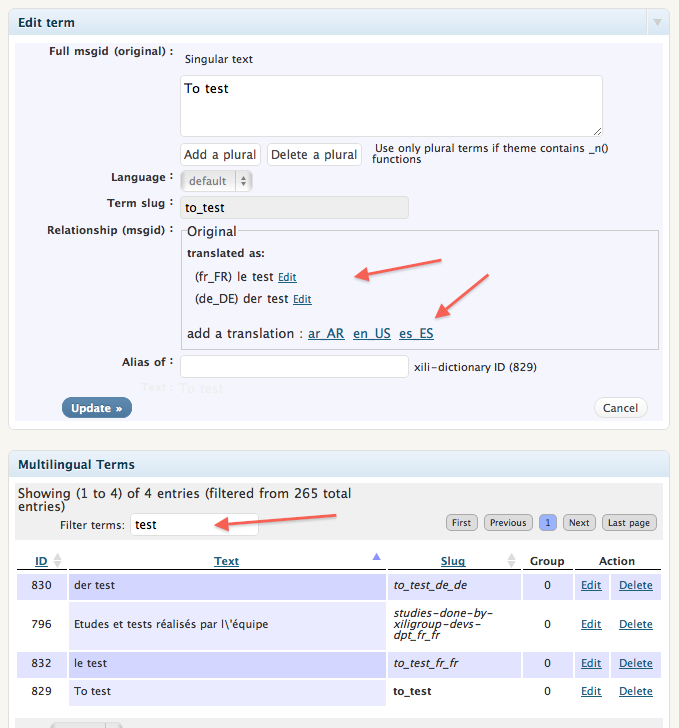 Edit term
Full msgid (original) :
Singular text
To test
Add a plural Delete a plural Use only plural terms if theme contains _n()
functions
Language : default
Term slug : to_test
Relationship (msgid) : Original
translated as:
(fr_FR) le test Edit
(de_DE) der test Edit
add a translation : ar_AR en_US es_ES
Alias of : xili-dictionary ID (829)
Text : To test
Update » Cancel
Multilingual Terms
Showing (1 to 4) of 4 entries (filtered from 265 total
entries)
Filter terms: test First Previous 1 Next Last page
ID Text Slug Group Action
830 der test to_test_de_de 0 Edit Delete
796 Etudes et tests réalisés par l\'équipe studies-done-by-
xiligroup-devs-
dpt_fr_fr 0 Edit Delete
832 le test to_test_fr_fr 0 Edit Delete
829 To test to_test 0 Edit Delete